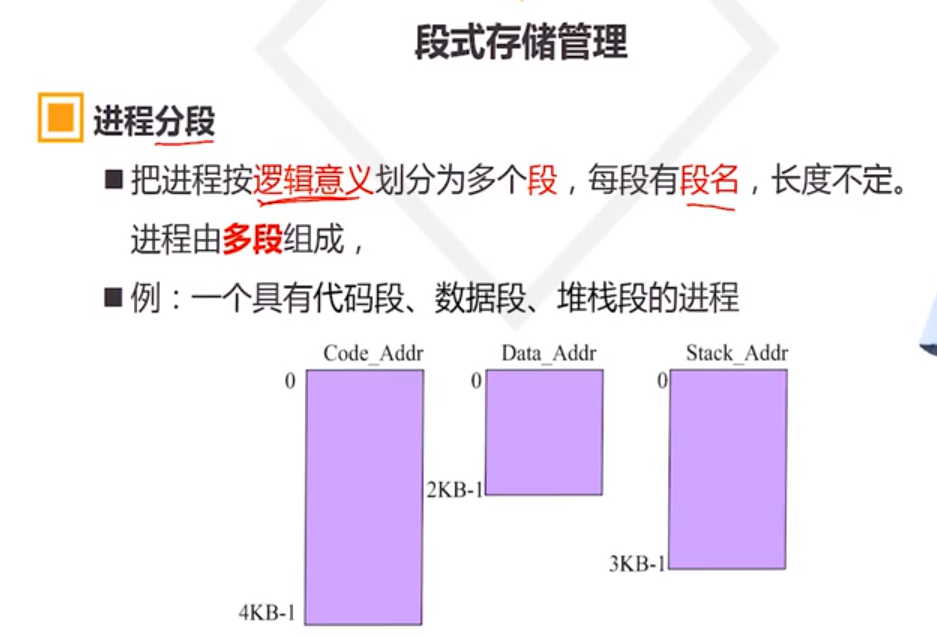 段式存储管理
进程分段
把进程按逻辑意义划分为多个段，每段有段名，长度不定。
进程由多段组成，
例：一个具有代码段、数据段、堆栈段的进程
Code_Addr Data_Addr Stack_Addr
0 0 0
2KB-1
3KB-1
4KB-1